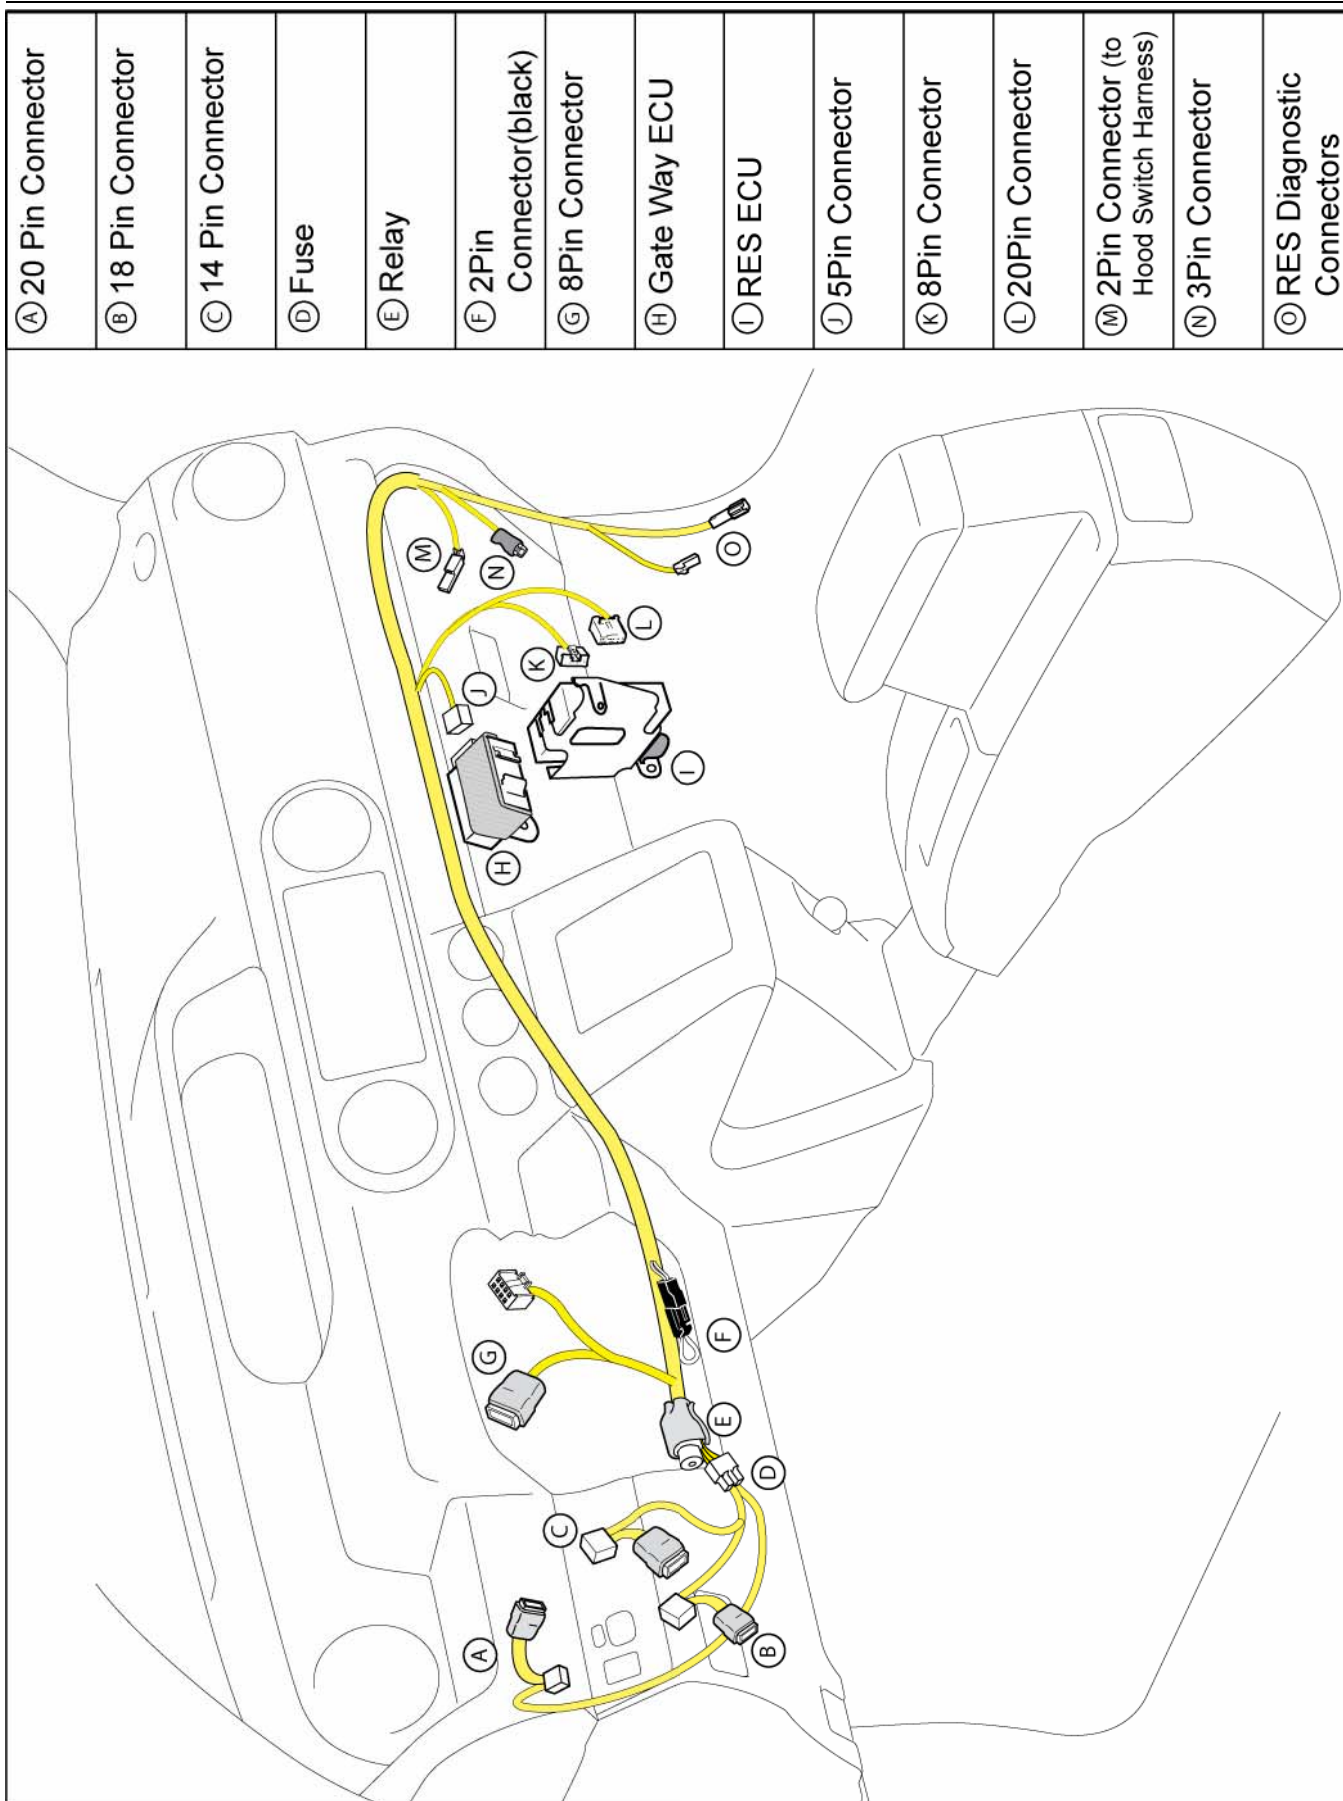 A 20 Pin Connector
B 18 Pin Connector
C 14 Pin Connector
D Fuse
E Relay
F 2Pin
Connector(black)
G 8Pin Connector
H Gate Way ECU
I RES ECU
J 5Pin Connector
K 8Pin Connector
L 20Pin Connector
M 2Pin Connector (to
Hood Switch Harness)
N 3Pin Connector
O RES Diagnostic
Connectors
A
B
C
D
E
F
G
H
I
J
K
L
M
N
O